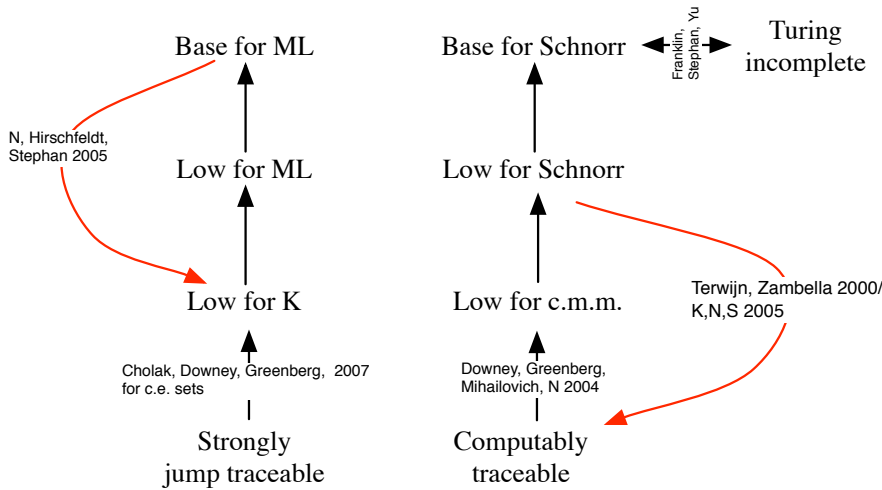 Base for ML
Base for Schnorr
Franklin,
Stephan, Yu
Turing
incomplete
N, Hirschfeldt,
Stephan 2005
Low for ML
Low for Schnorr
Low for K
Low for c.m.m.
Terwijn, Zambella 2000/
K,N,S 2005
Cholak, Downey, Greenberg,  2007
for c.e. sets
Downey, Greenberg,
Mihailovich, N 2004
Strongly
jump traceable
Computably
traceable